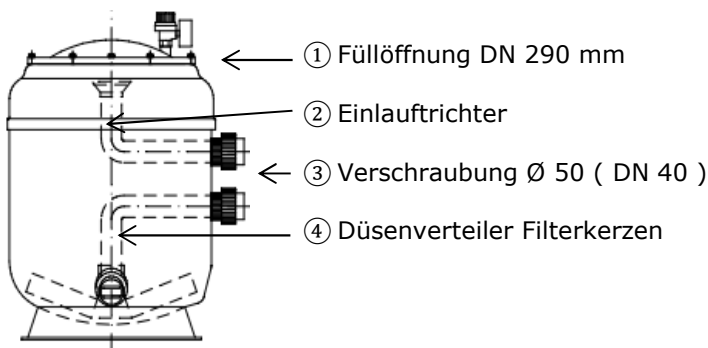 ① Füllöffnung DN 290 mm
② Einlauftrichter
③ Verschraubung Ø 50 ( DN 40 )
④ Düsenverteiler Filterkerzen